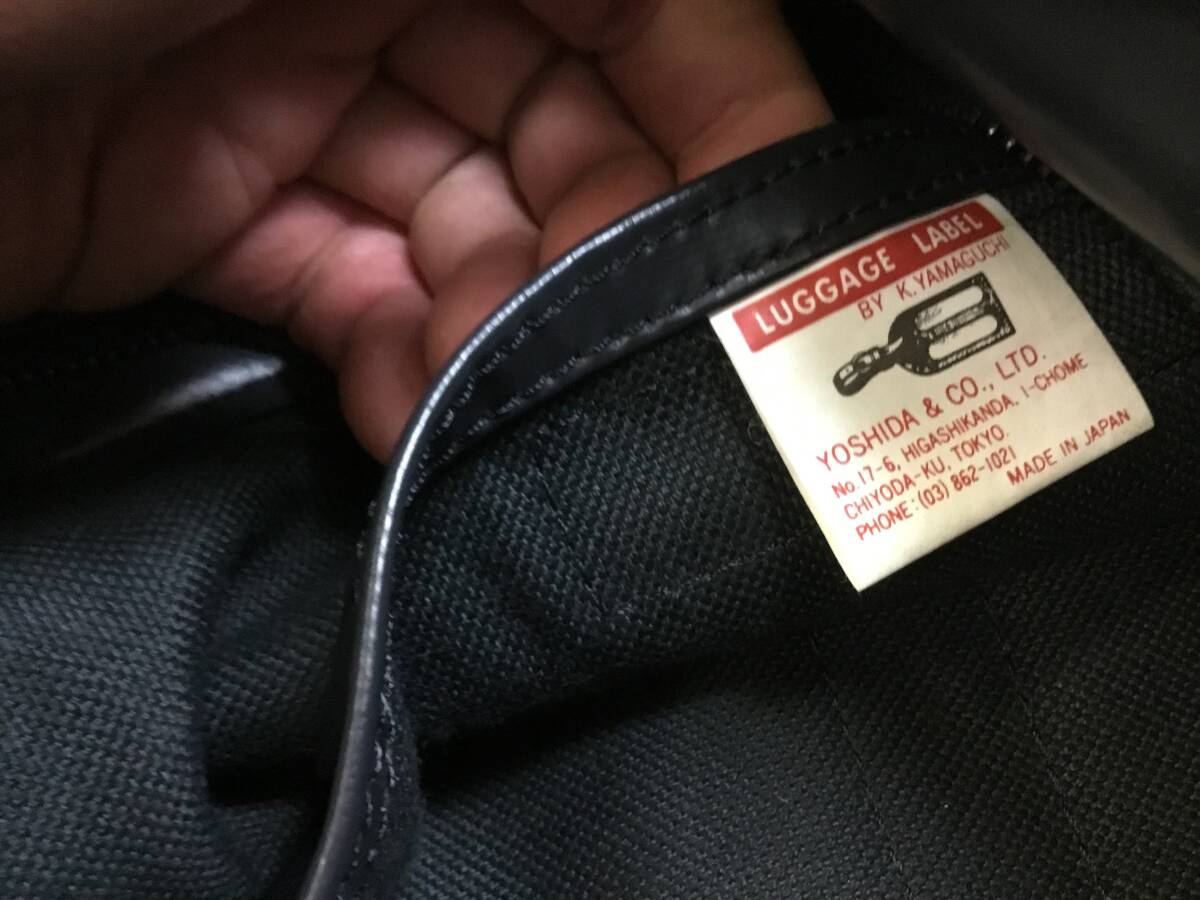 LUGGAGE LABEL
BY K.YAMAGUCHI
YOSHIDA & CO., LTD.
No.17-6, HIGASHIKANDA, 1-CHOME
CHIYODA-KU, TOKYO.
PHONE:(03) 862-1021
MADE IN JAPAN